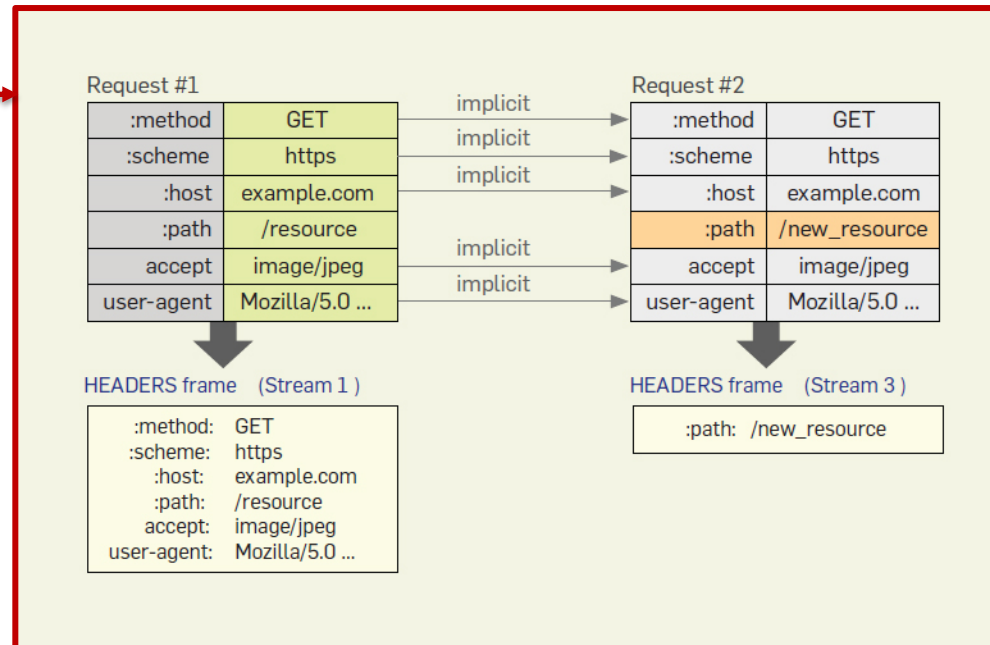 Request #1
:method GET
:scheme https
:host example.com
:path /resource
accept image/jpeg
user-agent Mozilla/5.0 ...
implicit
implicit
implicit
implicit
implicit
Request #2
:method GET
:scheme https
:host example.com
:path /new_resource
accept image/jpeg
user-agent Mozilla/5.0 ...
HEADERS frame (Stream 1 )
:method: GET
:scheme: https
:host: example.com
:path: /resource
accept: image/jpeg
user-agent: Mozilla/5.0 ...
HEADERS frame (Stream 3 )
:path: /new_resource